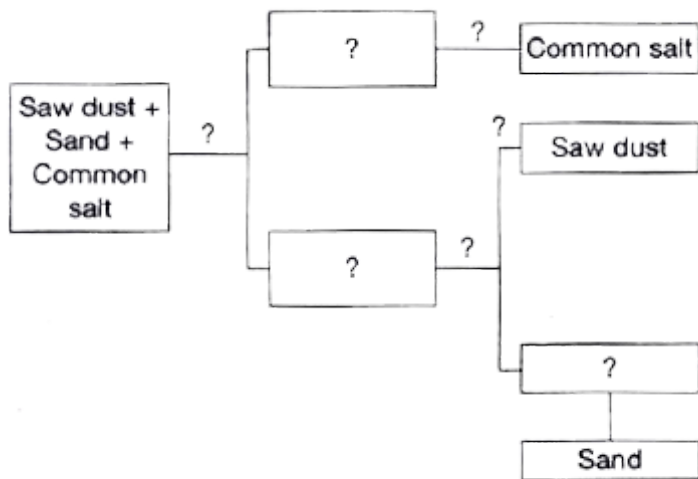 Saw dust +
Sand +
Common
salt
?
?
?
Common salt
?
Saw dust
?
?
?
Sand